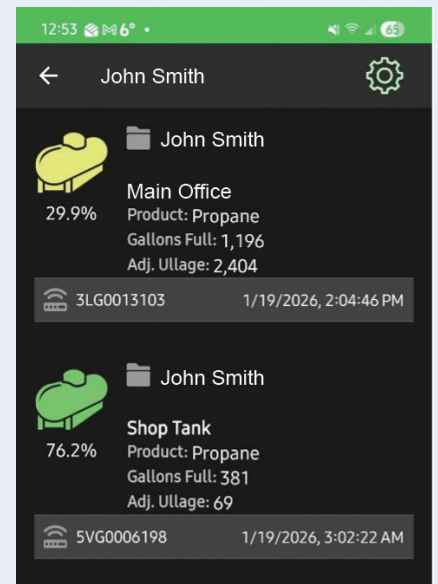 12:53 6° •
65
John Smith
John Smith
Main Office
29.9%
Product: Propane
Gallons Full: 1,196
Adj. Ullage: 2,404
3LG0013103 1/19/2026, 2:04:46 PM
John Smith
Shop Tank
76.2%
Product: Propane
Gallons Full: 381
Adj. Ullage: 69
5VG0006198 1/19/2026, 3:02:22 AM